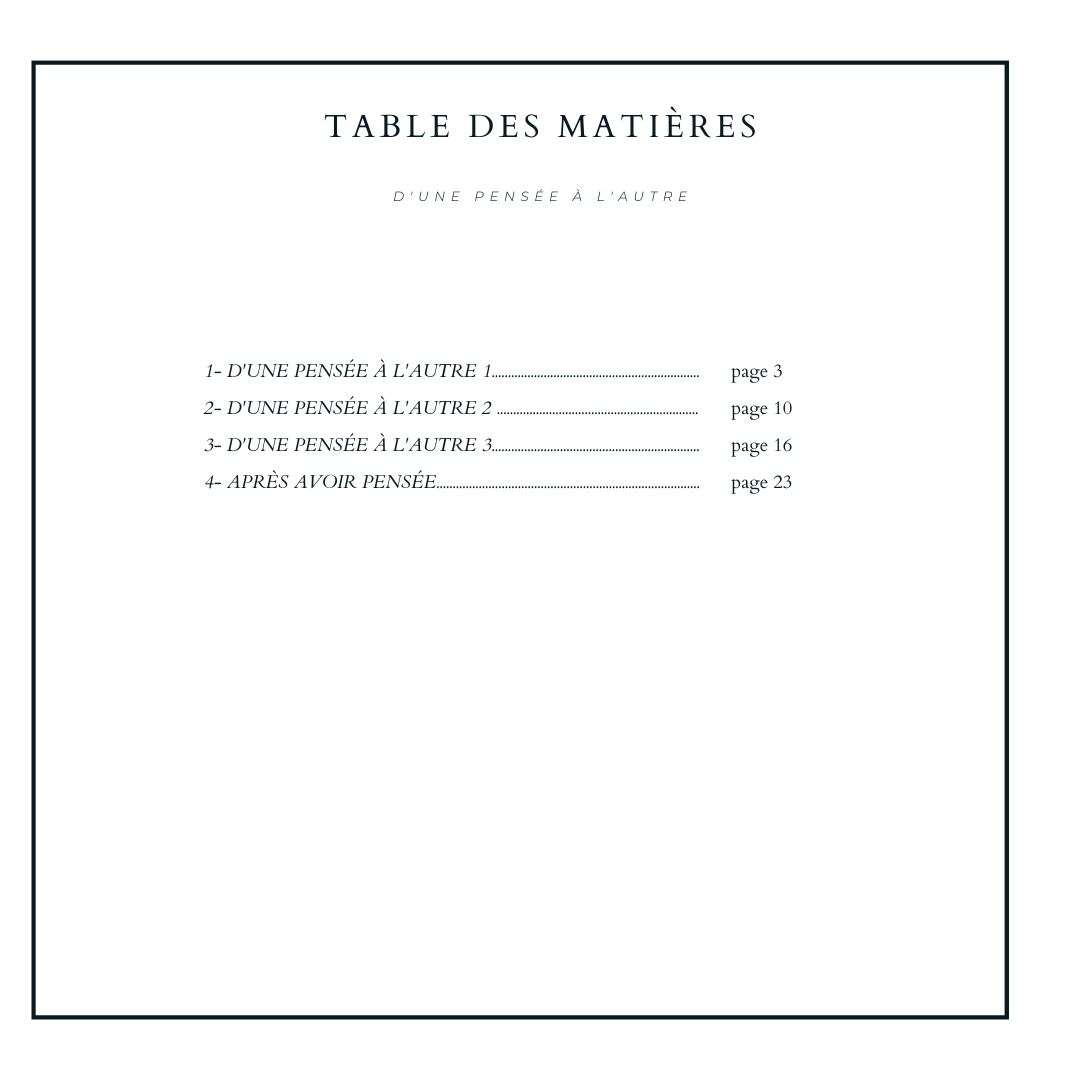 TABLE DES MATIÈRES
D'UNE PENSÉE À L'AUTRE
1- D'UNE PENSÉE À L'AUTRE 1.................................................................. page 3
2- D'UNE PENSÉE À L'AUTRE 2 ................................................................ page 10
3- D'UNE PENSÉE À L'AUTRE 3.................................................................. page 16
4- APRÈS AVOIR PENSÉE.................................................................................... page 23